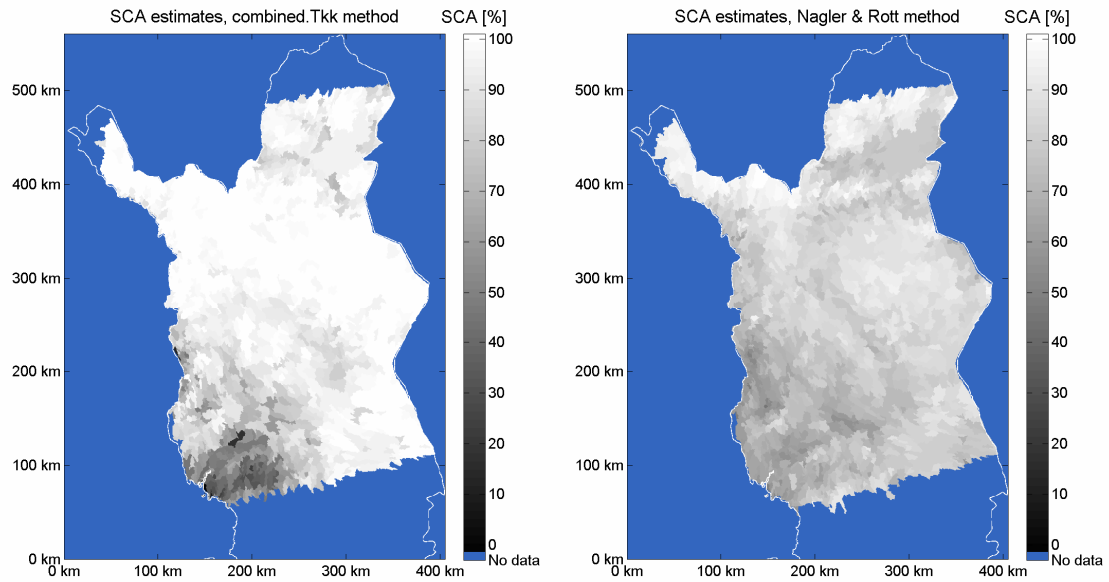 SCA estimates, combined.Tkk method
SCA [%]
500 km
400 km
300 km
200 km
100 km
0 km
0 km
100 km
200 km
300 km
400 km
100
90
80
70
60
50
40
30
20
10
0
No data
SCA estimates, Nagler & Rott method
SCA [%]
500 km
400 km
300 km
200 km
100 km
0 km
0 km
100 km
200 km
300 km
400 km
100
90
80
70
60
50
40
30
20
10
0
No data